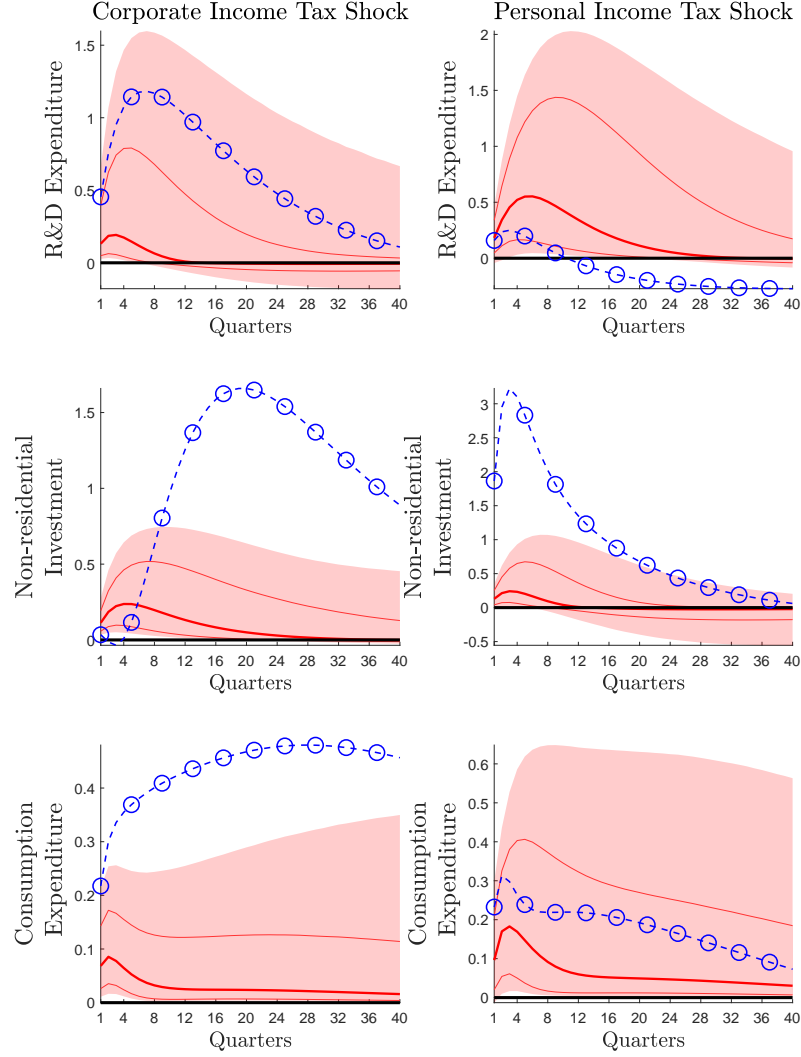 Corporate Income Tax Shock
Personal Income Tax Shock
R&D Expenditure
1.5
1
0.5
0
1 4 8 12 16 20 24 28 32 36 40
Quarters
R&D Expenditure
2
1.5
1
0.5
0
1 4 8 12 16 20 24 28 32 36 40
Quarters
Non-residential
Investment
1.5
1
0.5
0
1 4 8 12 16 20 24 28 32 36 40
Quarters
Non-residential
Investment
3
2.5
2
1.5
1
0.5
0
-0.5
1 4 8 12 16 20 24 28 32 36 40
Quarters
Consumption
Expenditure
0.4
0.3
0.2
0.1
0
1 4 8 12 16 20 24 28 32 36 40
Quarters
Consumption
Expenditure
0.6
0.5
0.4
0.3
0.2
0.1
0
1 4 8 12 16 20 24 28 32 36 40
Quarters